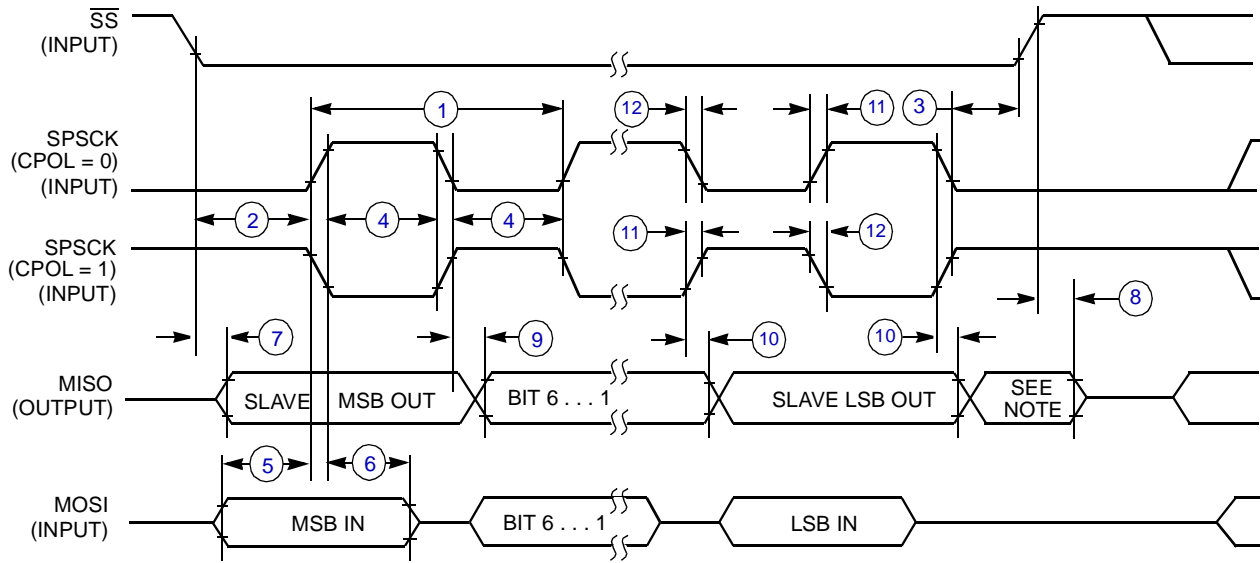 SS
(INPUT)
1
12
11
3
SPSCK
(CPOL = 0)
(INPUT)
2
4
4
11
12
SPSCK
(CPOL = 1)
(INPUT)
8
7
9
10
10
MISO
(OUTPUT)
SLAVE MSB OUT
BIT 6 . . . 1
SLAVE LSB OUT
SEE
NOTE
5
6
MOSI
(INPUT)
MSB IN
BIT 6 . . . 1
LSB IN